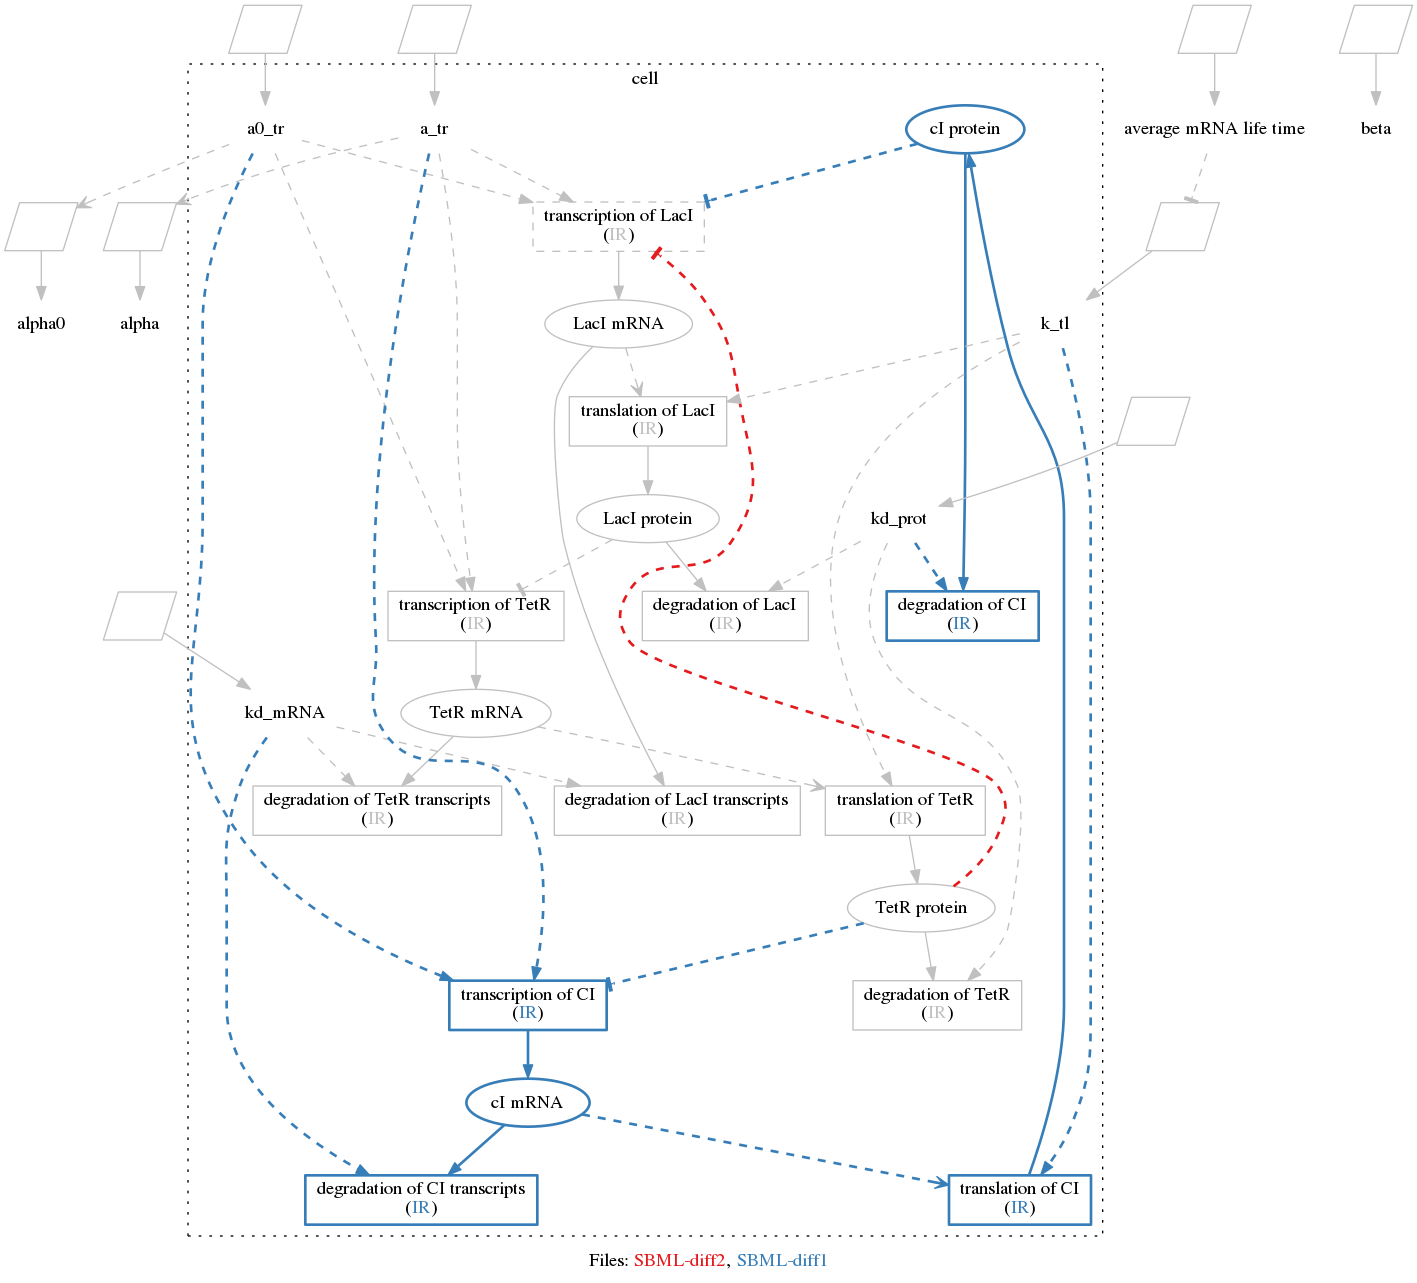 cell
a0_tr
a_tr
cI protein
average mRNA life time
beta
transcription of LacI
(IR)
alpha0
alpha
LacI mRNA
k_tl
translation of LacI
(IR)
LacI protein
kd_prot
transcription of TetR
(IR)
degradation of LacI
(IR)
degradation of CI
(IR)
kd_mRNA
TetR mRNA
degradation of TetR transcripts
(IR)
degradation of LacI transcripts
(IR)
translation of TetR
(IR)
TetR protein
transcription of CI
(IR)
degradation of TetR
(IR)
cI mRNA
degradation of CI transcripts
(IR)
translation of CI
(IR)
Files: SBML-diff2, SBML-diff1